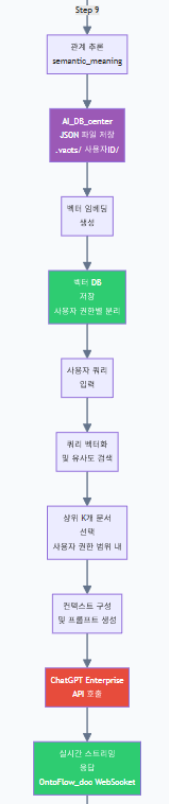 Step 9
관계 추론
semantic_meaning
AI_DB_center
JSON 파일 저장
.vacts/ 사용자ID/
벡터 임베딩
생성
벡터 DB
저장
사용자 권한별 분리
사용자 쿼리
입력
쿼리 벡터화
및 유사도 검색
상위 K개 문서
선택
사용자 권한 범위 내
컨텍스트 구성
및 프롬프트 생성
ChatGPT Enterprise
API 호출
실시간 스트리밍
응답
OntoFlow_doc WebSocket